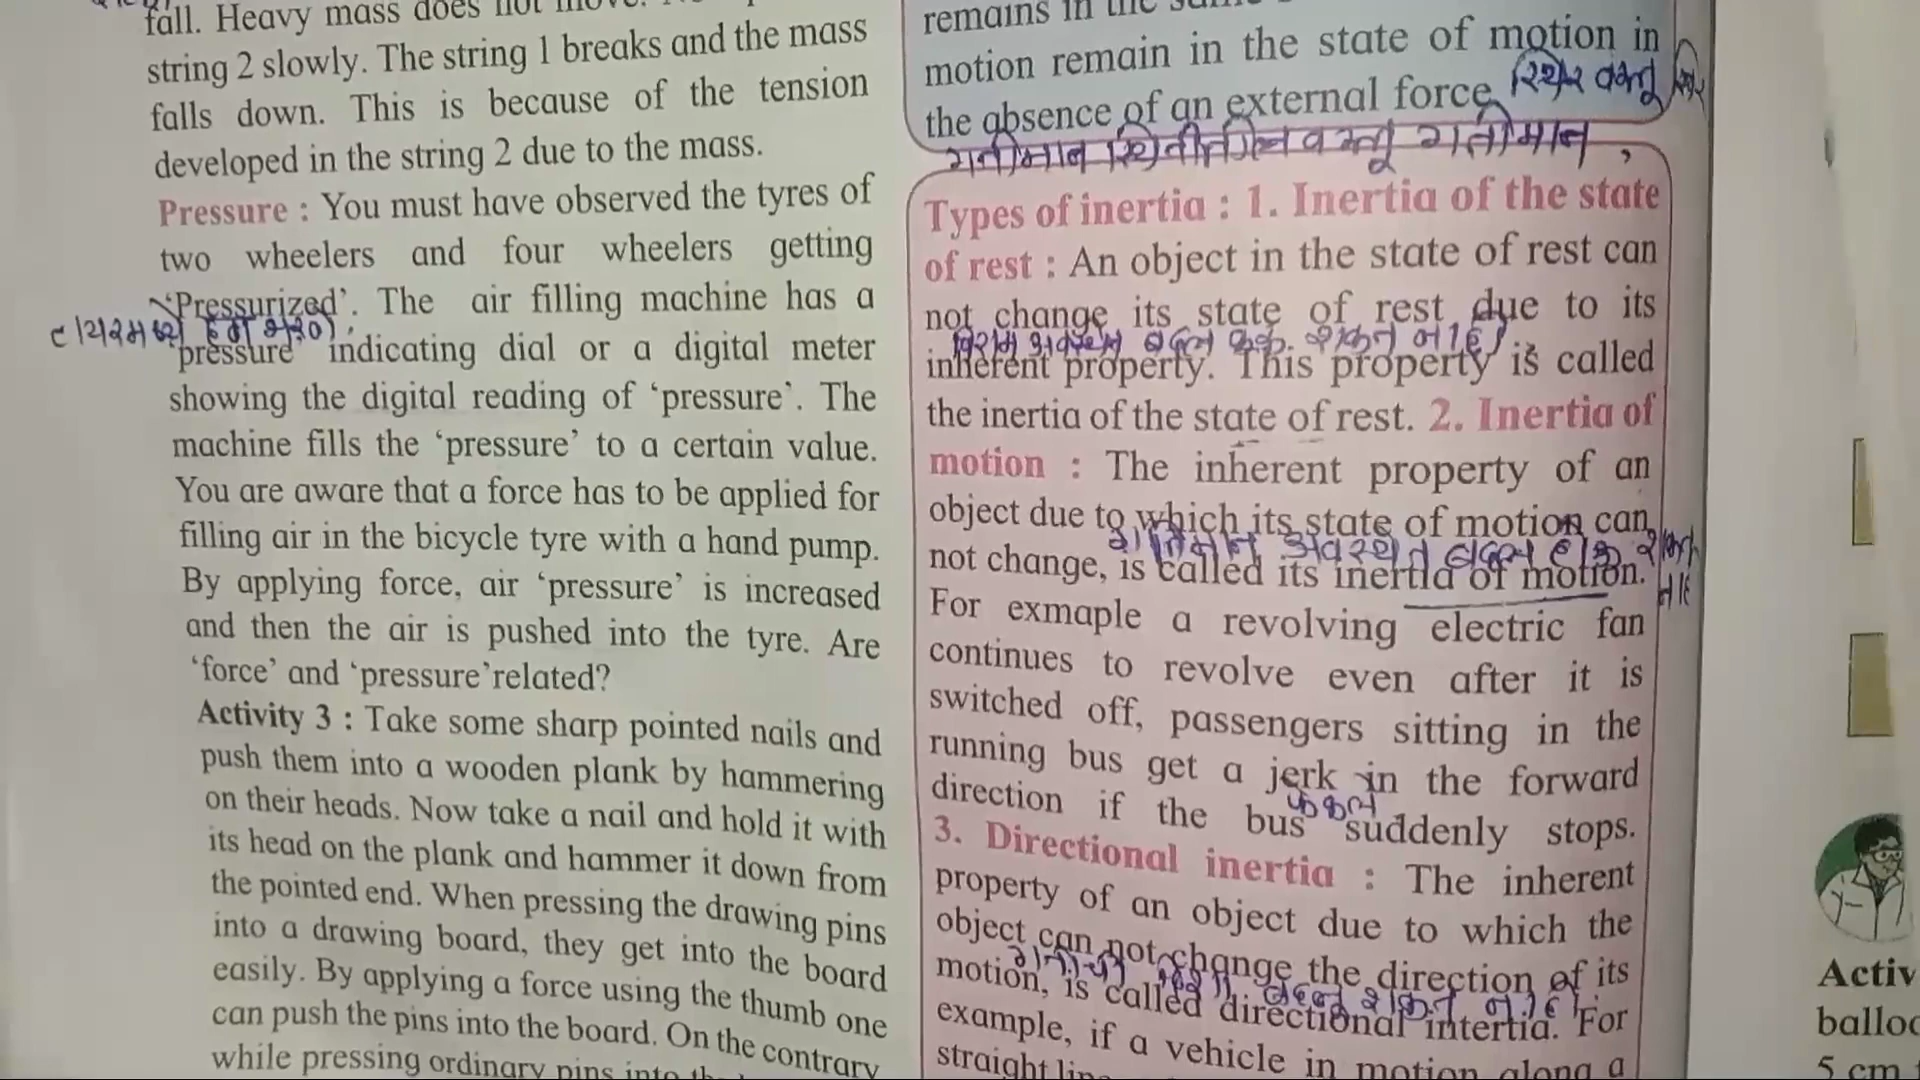 fall. Heavy mass does not move.
string 2 slowly. The string 1 breaks and the mass
falls down. This is because of the tension
developed in the string 2 due to the mass.
Pressure : You must have observed the tyres of
two wheelers and four wheelers getting
‘Pressurized’. The air filling machine has a
pressure indicating dial or a digital meter
showing the digital reading of ‘pressure’. The
machine fills the ‘pressure’ to a certain value.
You are aware that a force has to be applied for
filling air in the bicycle tyre with a hand pump.
By applying force, air ‘pressure’ is increased
and then the air is pushed into the tyre. Are
‘force’ and ‘pressure’related?
Activity 3 : Take some sharp pointed nails and
push them into a wooden plank by hammering
on their heads. Now take a nail and hold it with
its head on the plank and hammer it down from
the pointed end. When pressing the drawing pins
into a drawing board, they get into the board
easily. By applying a force using the thumb one
can push the pins into the board. On the contrary
while pressing ordinary pins into
remains in the
motion remain in the state of motion in
the absence of an external force. स्थिर वस्तू
गतीमान वस्तू गतीमान,
Types of inertia : 1. Inertia of the state
of rest : An object in the state of rest can
not change its state of rest due to its
inherent property. This property is called
the inertia of the state of rest. 2. Inertia of
motion : The inherent property of an
object due to which its state of motion can
not change, is called its inertia of motion.
For exmaple a revolving electric fan
continues to revolve even after it is
switched off, passengers sitting in the
running bus get a jerk in the forward
direction if the bus suddenly stops.
3. Directional inertia : The inherent
property of an object due to which the
object can not change the direction of its
motion, is called directional intertia. For
example, if a vehicle in motion along a
straight
Activ
balloo
5 cm